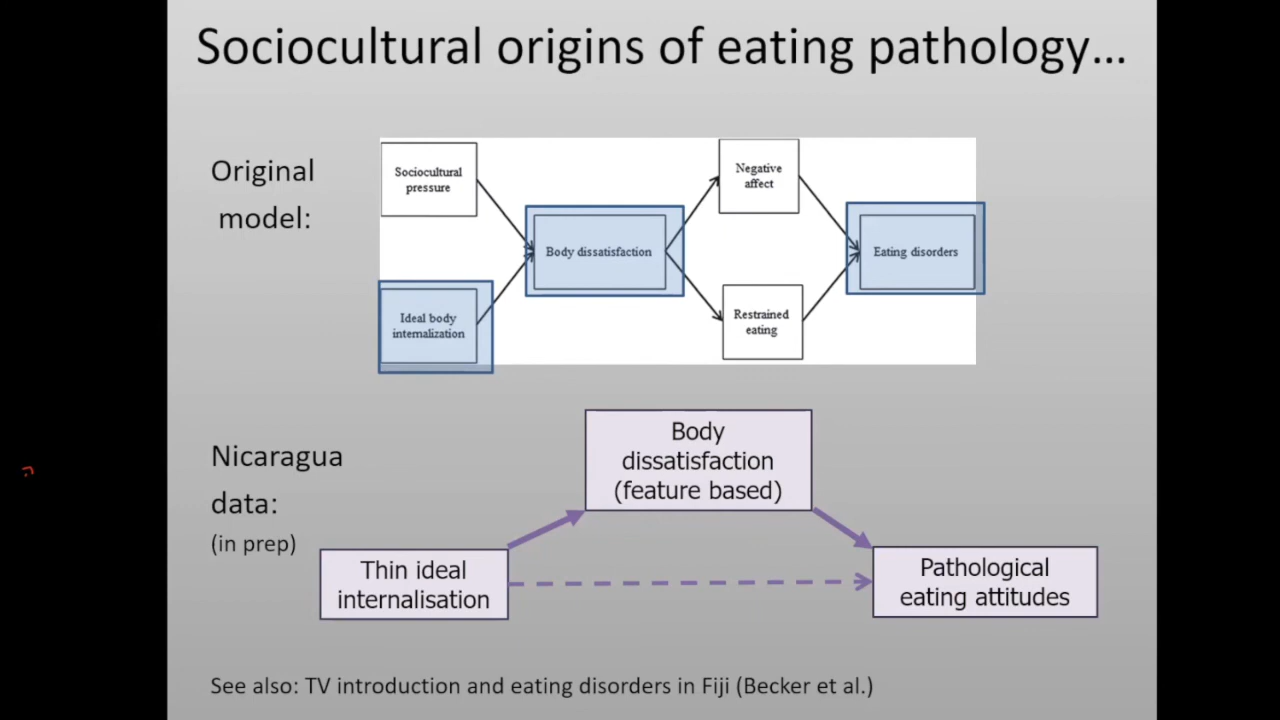 Sociocultural origins of eating pathology...
Original
model:
Sociocultural
pressure
Ideal body
internalization
Body dissatisfaction
Negative
affect
Restrained
eating
Eating disorders
Nicaragua
data:
(in prep)
Body
dissatisfaction
(feature based)
Thin ideal
internalisation
Pathological
eating attitudes
See also: TV introduction and eating disorders in Fiji (Becker et al.)